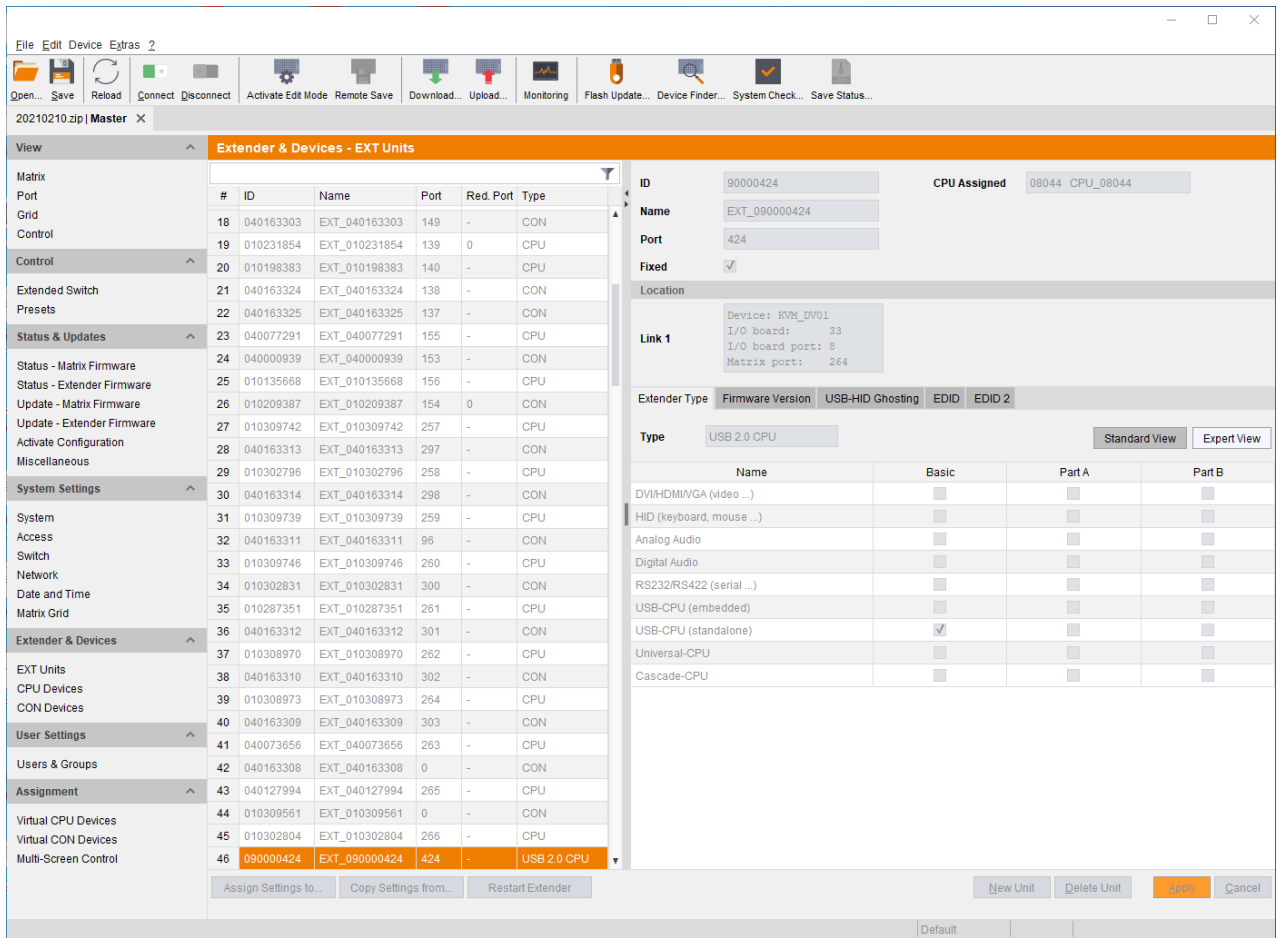 File Edit Device Extras ?
Open... Save Reload Connect Disconnect Activate Edit Mode Remote Save Download... Upload... Monitoring Flash Update... Device Finder... System Check... Save Status...
20210210.zip | Master
View
Matrix
Port
Grid
Control
Control
Extended Switch
Presets
Status & Updates
Status - Matrix Firmware
Status - Extender Firmware
Update - Matrix Firmware
Update - Extender Firmware
Activate Configuration
Miscellaneous
System Settings
System
Access
Switch
Network
Date and Time
Matrix Grid
Extender & Devices
EXT Units
CPU Devices
CON Devices
User Settings
Users & Groups
Assignment
Virtual CPU Devices
Virtual CON Devices
Multi-Screen Control
Extender & Devices - EXT Units
# ID Name Port Red. Port Type
18 040163303 EXT_040163303 149 - CON
19 010231854 EXT_010231854 139 0 CPU
20 010198383 EXT_010198383 140 - CPU
21 040163324 EXT_040163324 138 - CON
22 040163325 EXT_040163325 137 - CON
23 040077291 EXT_040077291 155 - CPU
24 040000939 EXT_040000939 153 - CON
25 010135668 EXT_010135668 156 - CPU
26 010209387 EXT_010209387 154 0 CON
27 010309742 EXT_010309742 257 - CPU
28 040163313 EXT_040163313 297 - CON
29 010302796 EXT_010302796 258 - CPU
30 040163314 EXT_040163314 298 - CON
31 010309739 EXT_010309739 259 - CPU
32 040163311 EXT_040163311 96 - CON
33 010309746 EXT_010309746 260 - CPU
34 010302831 EXT_010302831 300 - CON
35 010287351 EXT_010287351 261 - CPU
36 040163312 EXT_040163312 301 - CON
37 010308970 EXT_010308970 262 - CPU
38 040163310 EXT_040163310 302 - CON
39 010308973 EXT_010308973 264 - CPU
40 040163309 EXT_040163309 303 - CON
41 040073656 EXT_040073656 263 - CPU
42 040163308 EXT_040163308 0 - CON
43 040127994 EXT_040127994 265 - CPU
44 010309561 EXT_010309561 0 - CON
45 010302804 EXT_010302804 266 - CPU
46 090000424 EXT_090000424 424 - USB 2.0 CPU
Assign Settings to... Copy Settings from... Restart Extender
ID 90000424 CPU Assigned 08044 CPU_08044
Name EXT_090000424
Port 424
Fixed
Location
Link 1
Device: KVM_DV01
I/O board: 33
I/O board port: 8
Matrix port: 264
Extender Type Firmware Version USB-HID Ghosting EDID EDID 2
Type USB 2.0 CPU Standard View Expert View
Name Basic Part A Part B
DVI/HDMI/VGA (video ...)
HID (keyboard, mouse ...)
Analog Audio
Digital Audio
RS232/RS422 (serial ...)
USB-CPU (embedded)
USB-CPU (standalone)
Universal-CPU
Cascade-CPU
New Unit Delete Unit Apply Cancel
Default